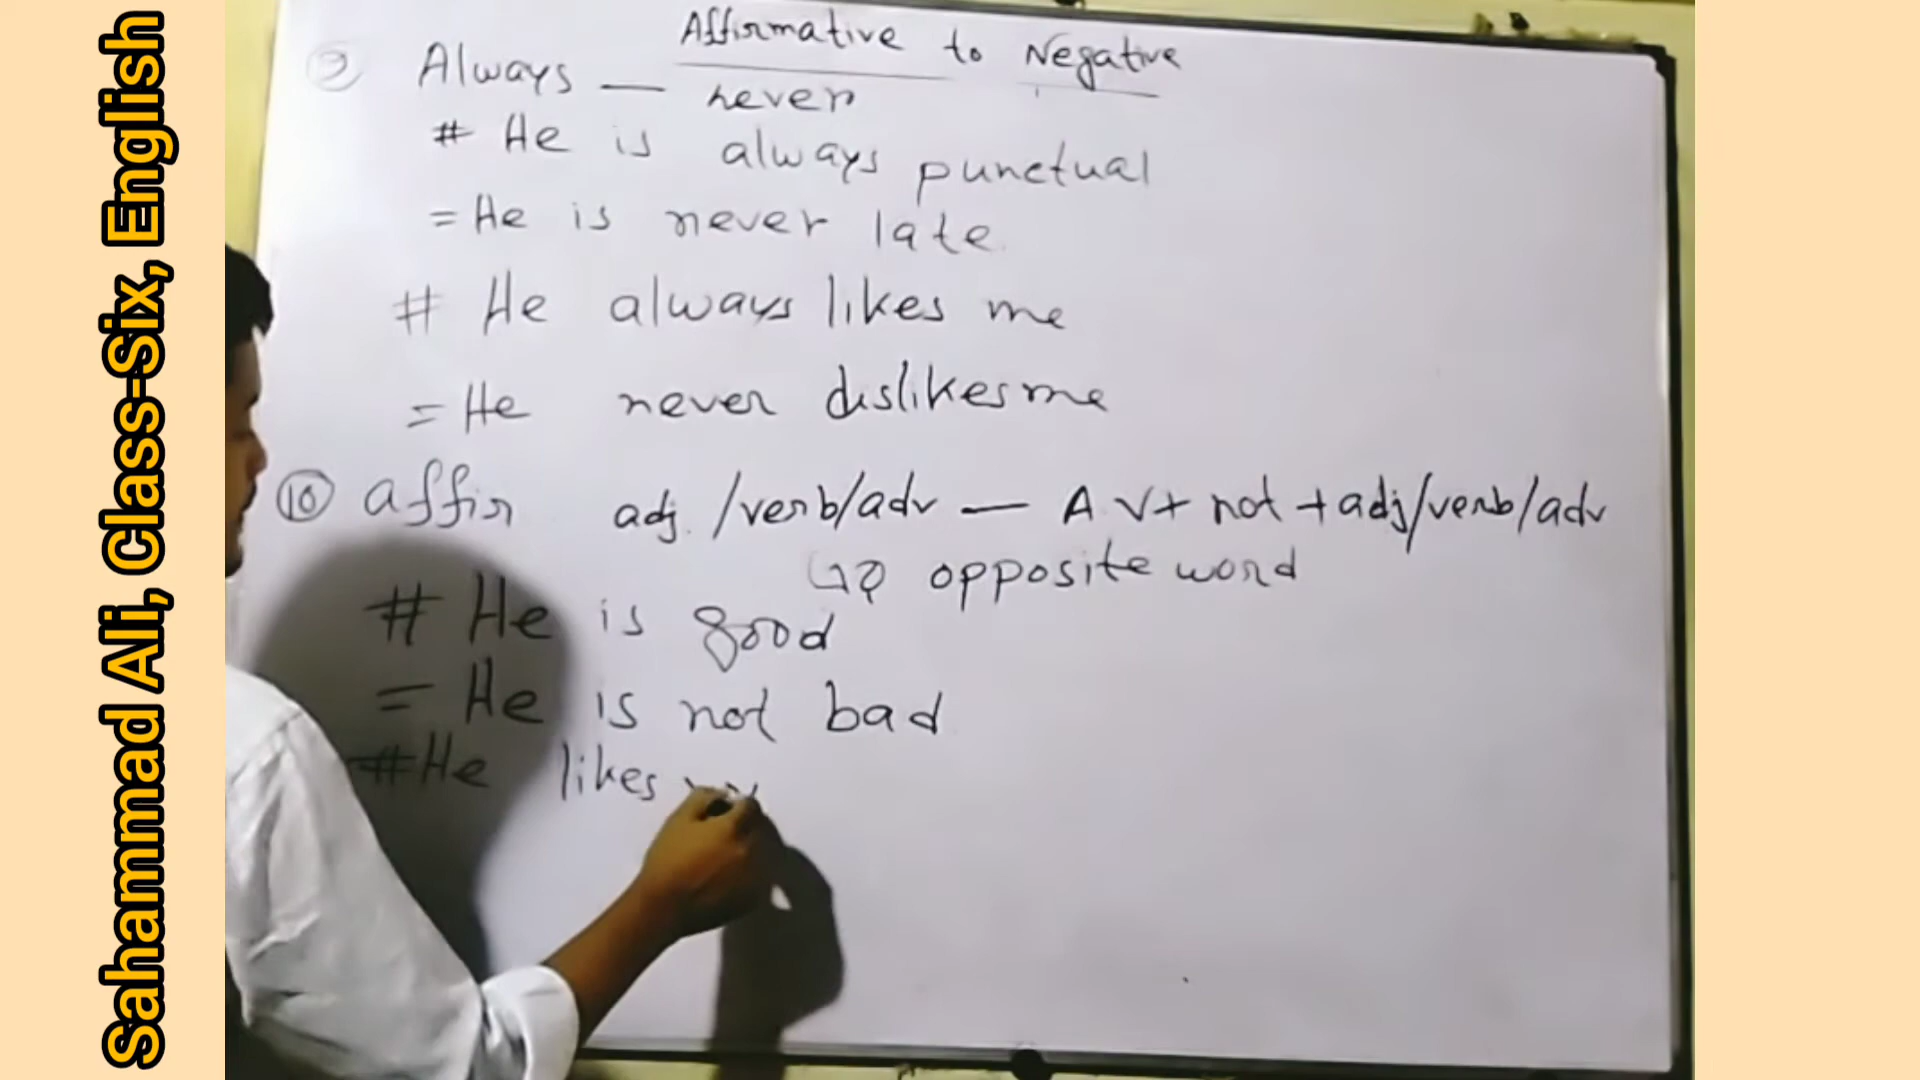 Sahammad Ali, Class-Six, English
Affirmative to Negative
9 Always — never
# He is always punctual
= He is never late.
# He always likes me
= He never dislikes me
10 affir adj. /verb/adv — A V + not + adj/verb/adv
opposite word
# He is good
= He is not bad
# He likes